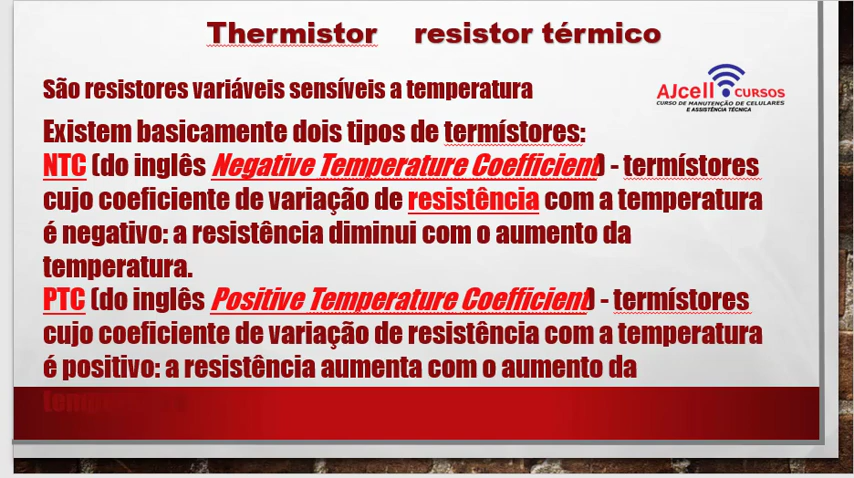 Thermistor resistor térmico
São resistores variáveis sensíveis a temperatura
AJcell CURSOS
CURSO DE MANUTENÇÃO DE CELULARES
E ASSISTÊNCIA TÉCNICA
Existem basicamente dois tipos de termístores:
NTC (do inglês Negative Temperature Coefficient) - termístores
cujo coeficiente de variação de resistência com a temperatura
é negativo: a resistência diminui com o aumento da
temperatura.
PTC (do inglês Positive Temperature Coefficient) - termístores
cujo coeficiente de variação de resistência com a temperatura
é positivo: a resistência aumenta com o aumento da